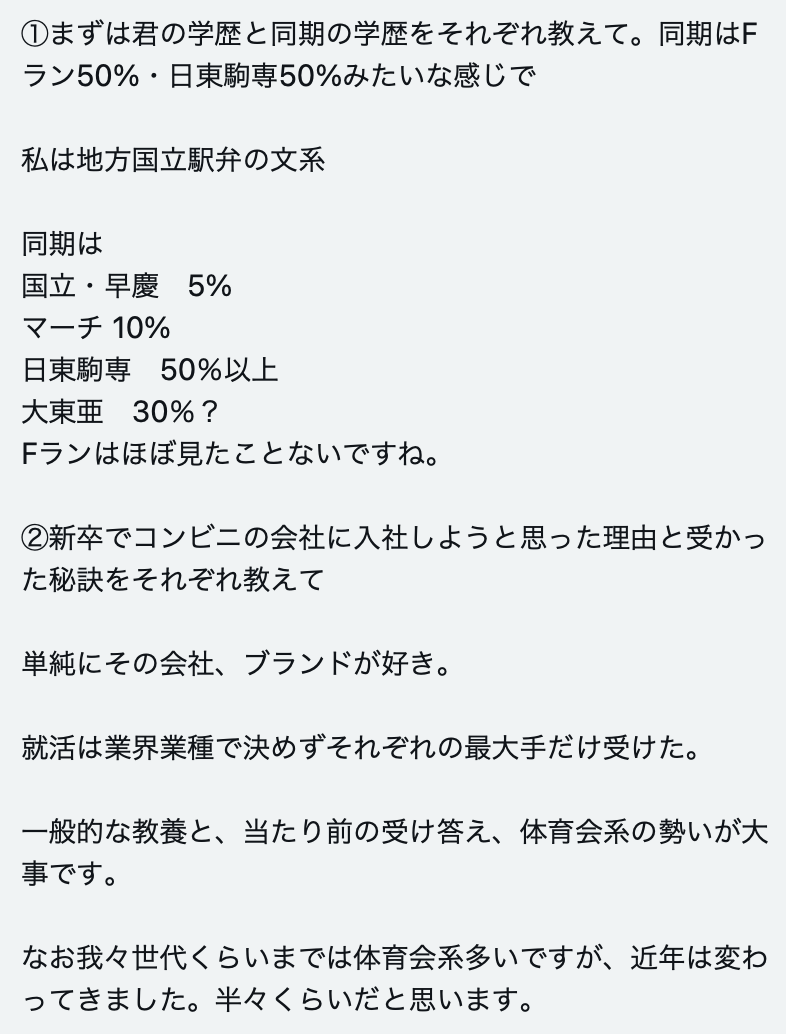 ①まずは君の学歴と同期の学歴をそれぞれ教えて。同期はF
ラン50%・日東駒専50%みたいな感じで
私は地方国立駅弁の文系
同期は
国立・早慶　5%
マーチ 10%
日東駒専　50％以上
大東亜　30％？
Fランはほぼ見たことないですね。
②新卒でコンビニの会社に入社しようと思った理由と受かっ
た秘訣をそれぞれ教えて
単純にその会社、ブランドが好き。
就活は業界業種で決めずそれぞれの最大手だけ受けた。
一般的な教養と、当たり前の受け答え、体育会系の勢いが大
事です。
なお我々世代くらいまでは体育会系多いですが、近年は変わ
ってきました。半々くらいだと思います。